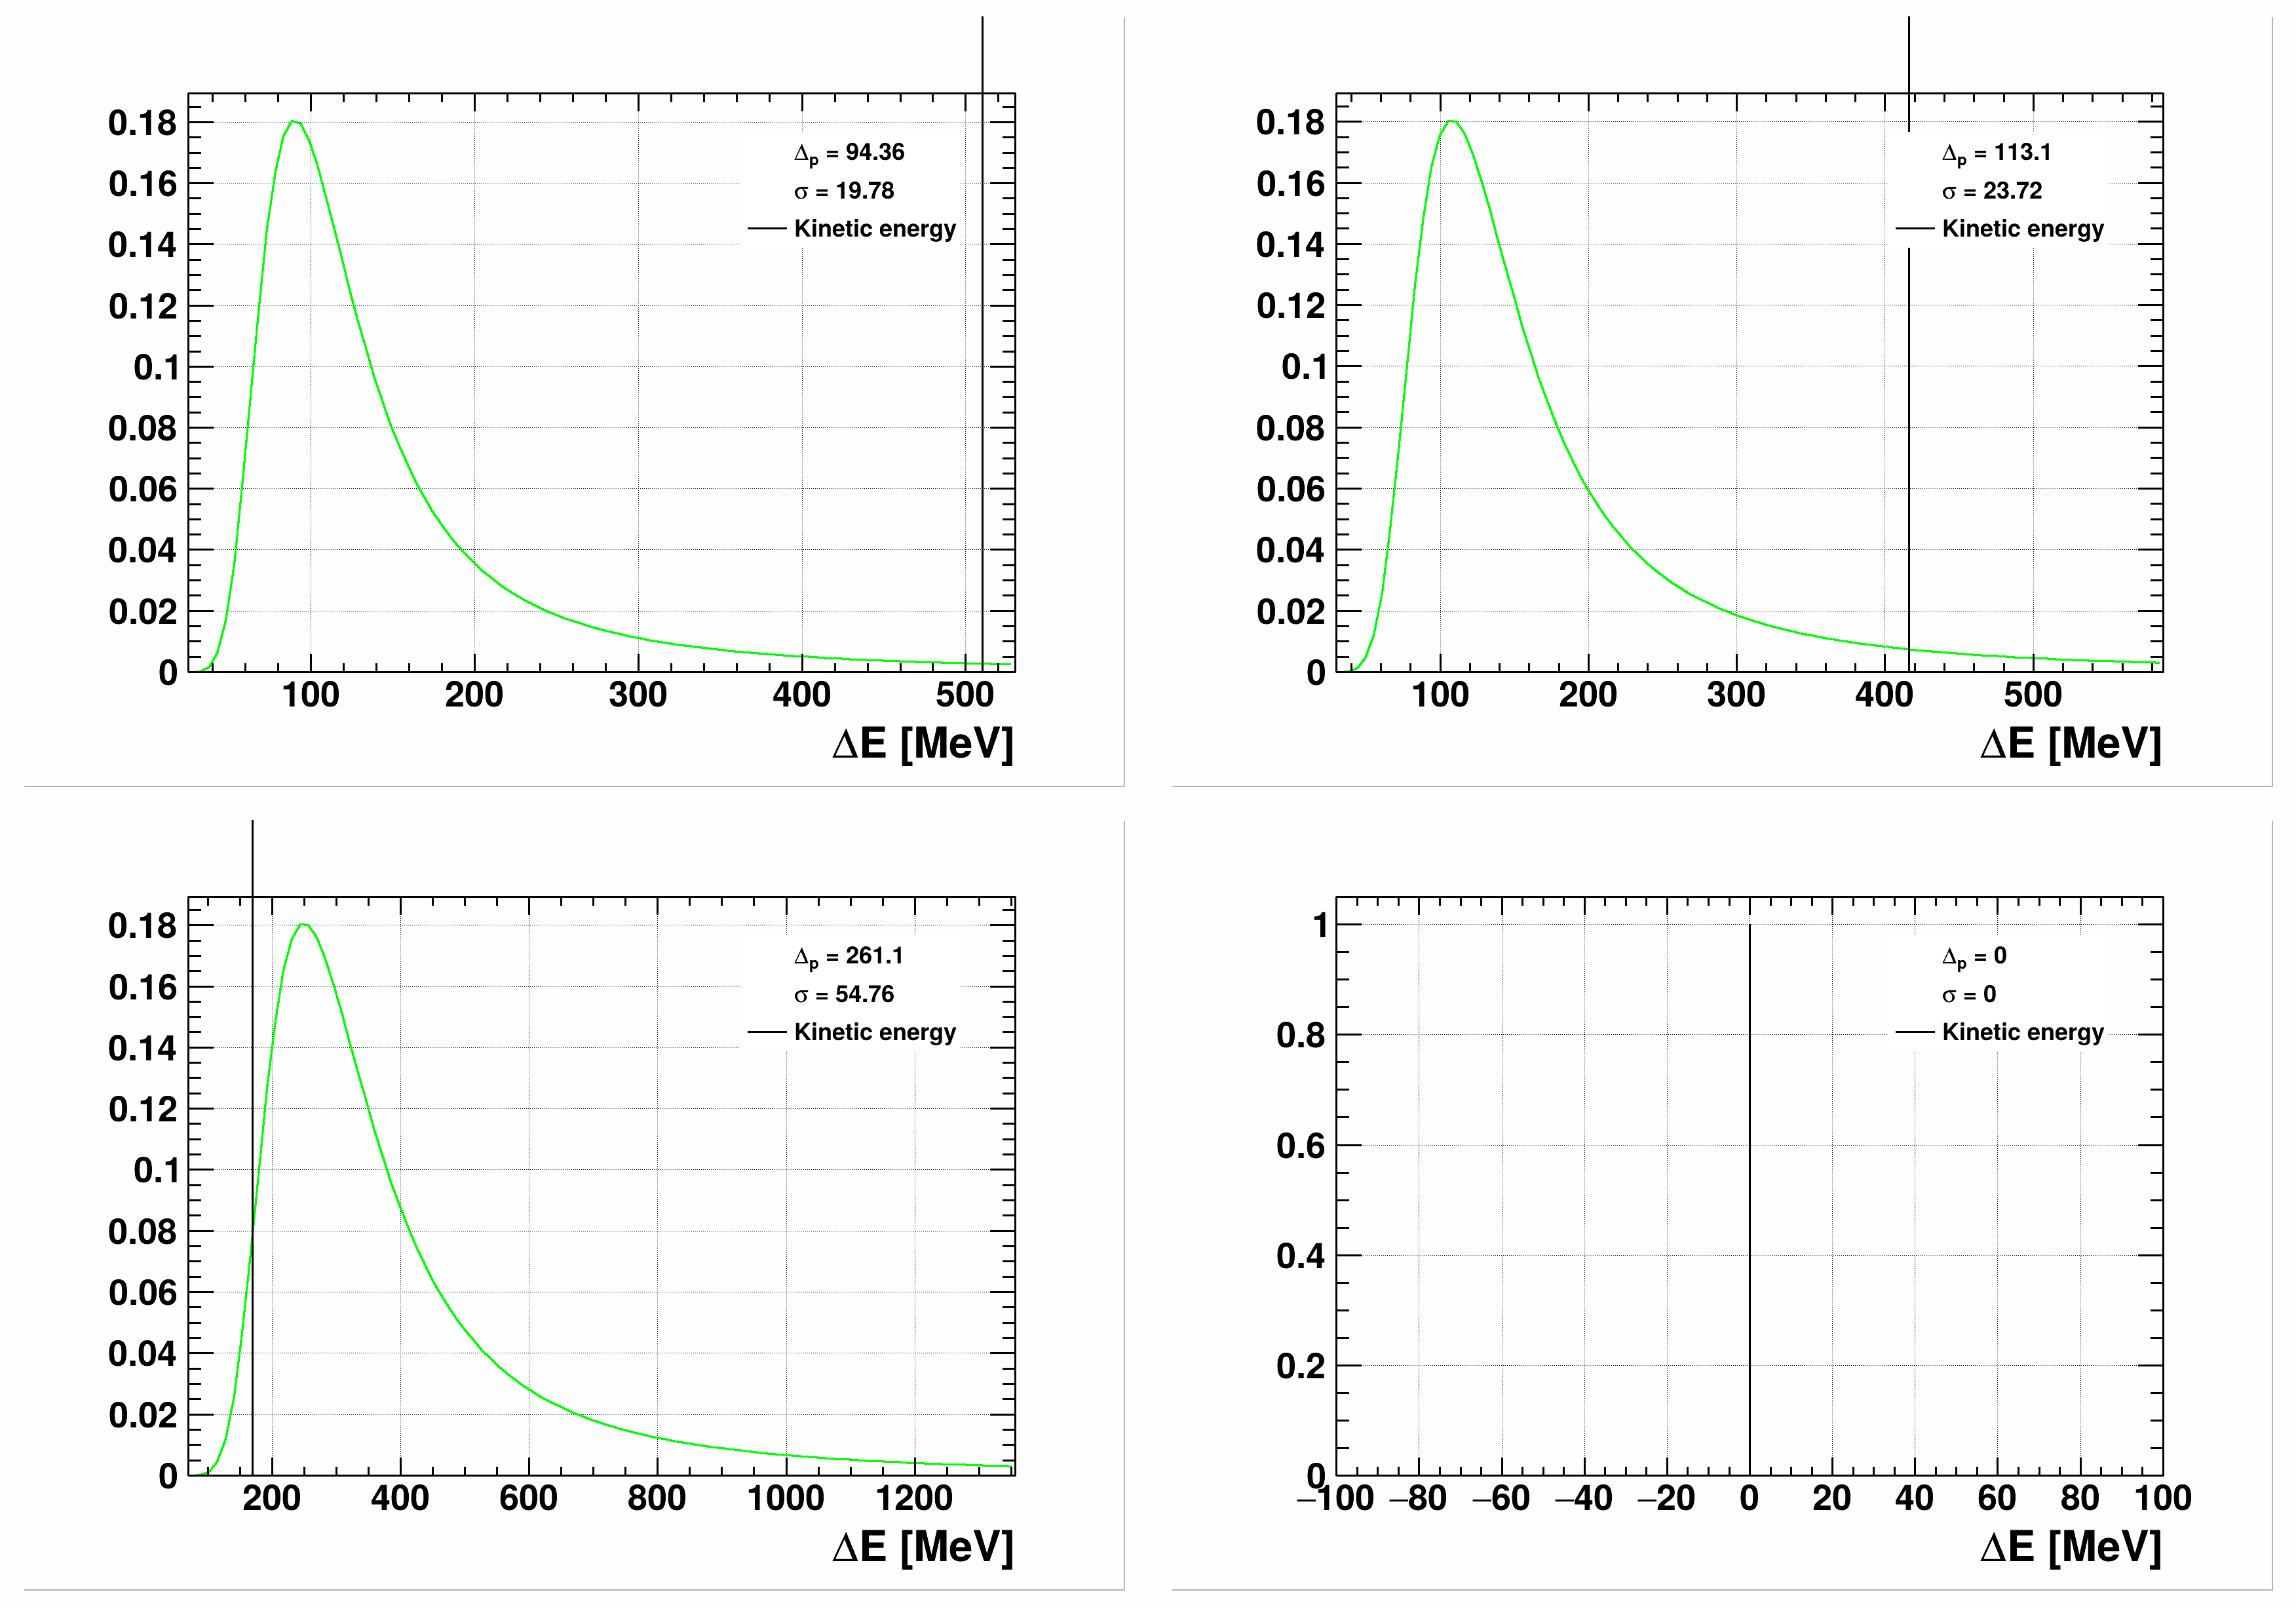 0.18
0.16
0.14
0.12
0.1
0.08
0.06
0.04
0.02
0
100 200 300 400 500
ΔE [MeV]
Δp = 94.36
σ = 19.78
Kinetic energy
0.18
0.16
0.14
0.12
0.1
0.08
0.06
0.04
0.02
0
100 200 300 400 500
ΔE [MeV]
Δp = 113.1
σ = 23.72
Kinetic energy
0.18
0.16
0.14
0.12
0.1
0.08
0.06
0.04
0.02
0
200 400 600 800 1000 1200
ΔE [MeV]
Δp = 261.1
σ = 54.76
Kinetic energy
1
0.8
0.6
0.4
0.2
0
−100 −80 −60 −40 −20 0 20 40 60 80 100
ΔE [MeV]
Δp = 0
σ = 0
Kinetic energy